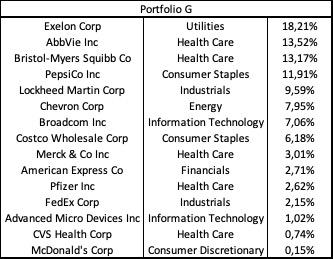 Portfolio G
Exelon Corp Utilities 18,21%
AbbVie Inc Health Care 13,52%
Bristol-Myers Squibb Co Health Care 13,17%
PepsiCo Inc Consumer Staples 11,91%
Lockheed Martin Corp Industrials 9,59%
Chevron Corp Energy 7,95%
Broadcom Inc Information Technology 7,06%
Costco Wholesale Corp Consumer Staples 6,18%
Merck & Co Inc Health Care 3,01%
American Express Co Financials 2,71%
Pfizer Inc Health Care 2,62%
FedEx Corp Industrials 2,15%
Advanced Micro Devices Inc Information Technology 1,02%
CVS Health Corp Health Care 0,74%
McDonald's Corp Consumer Discretionary 0,15%